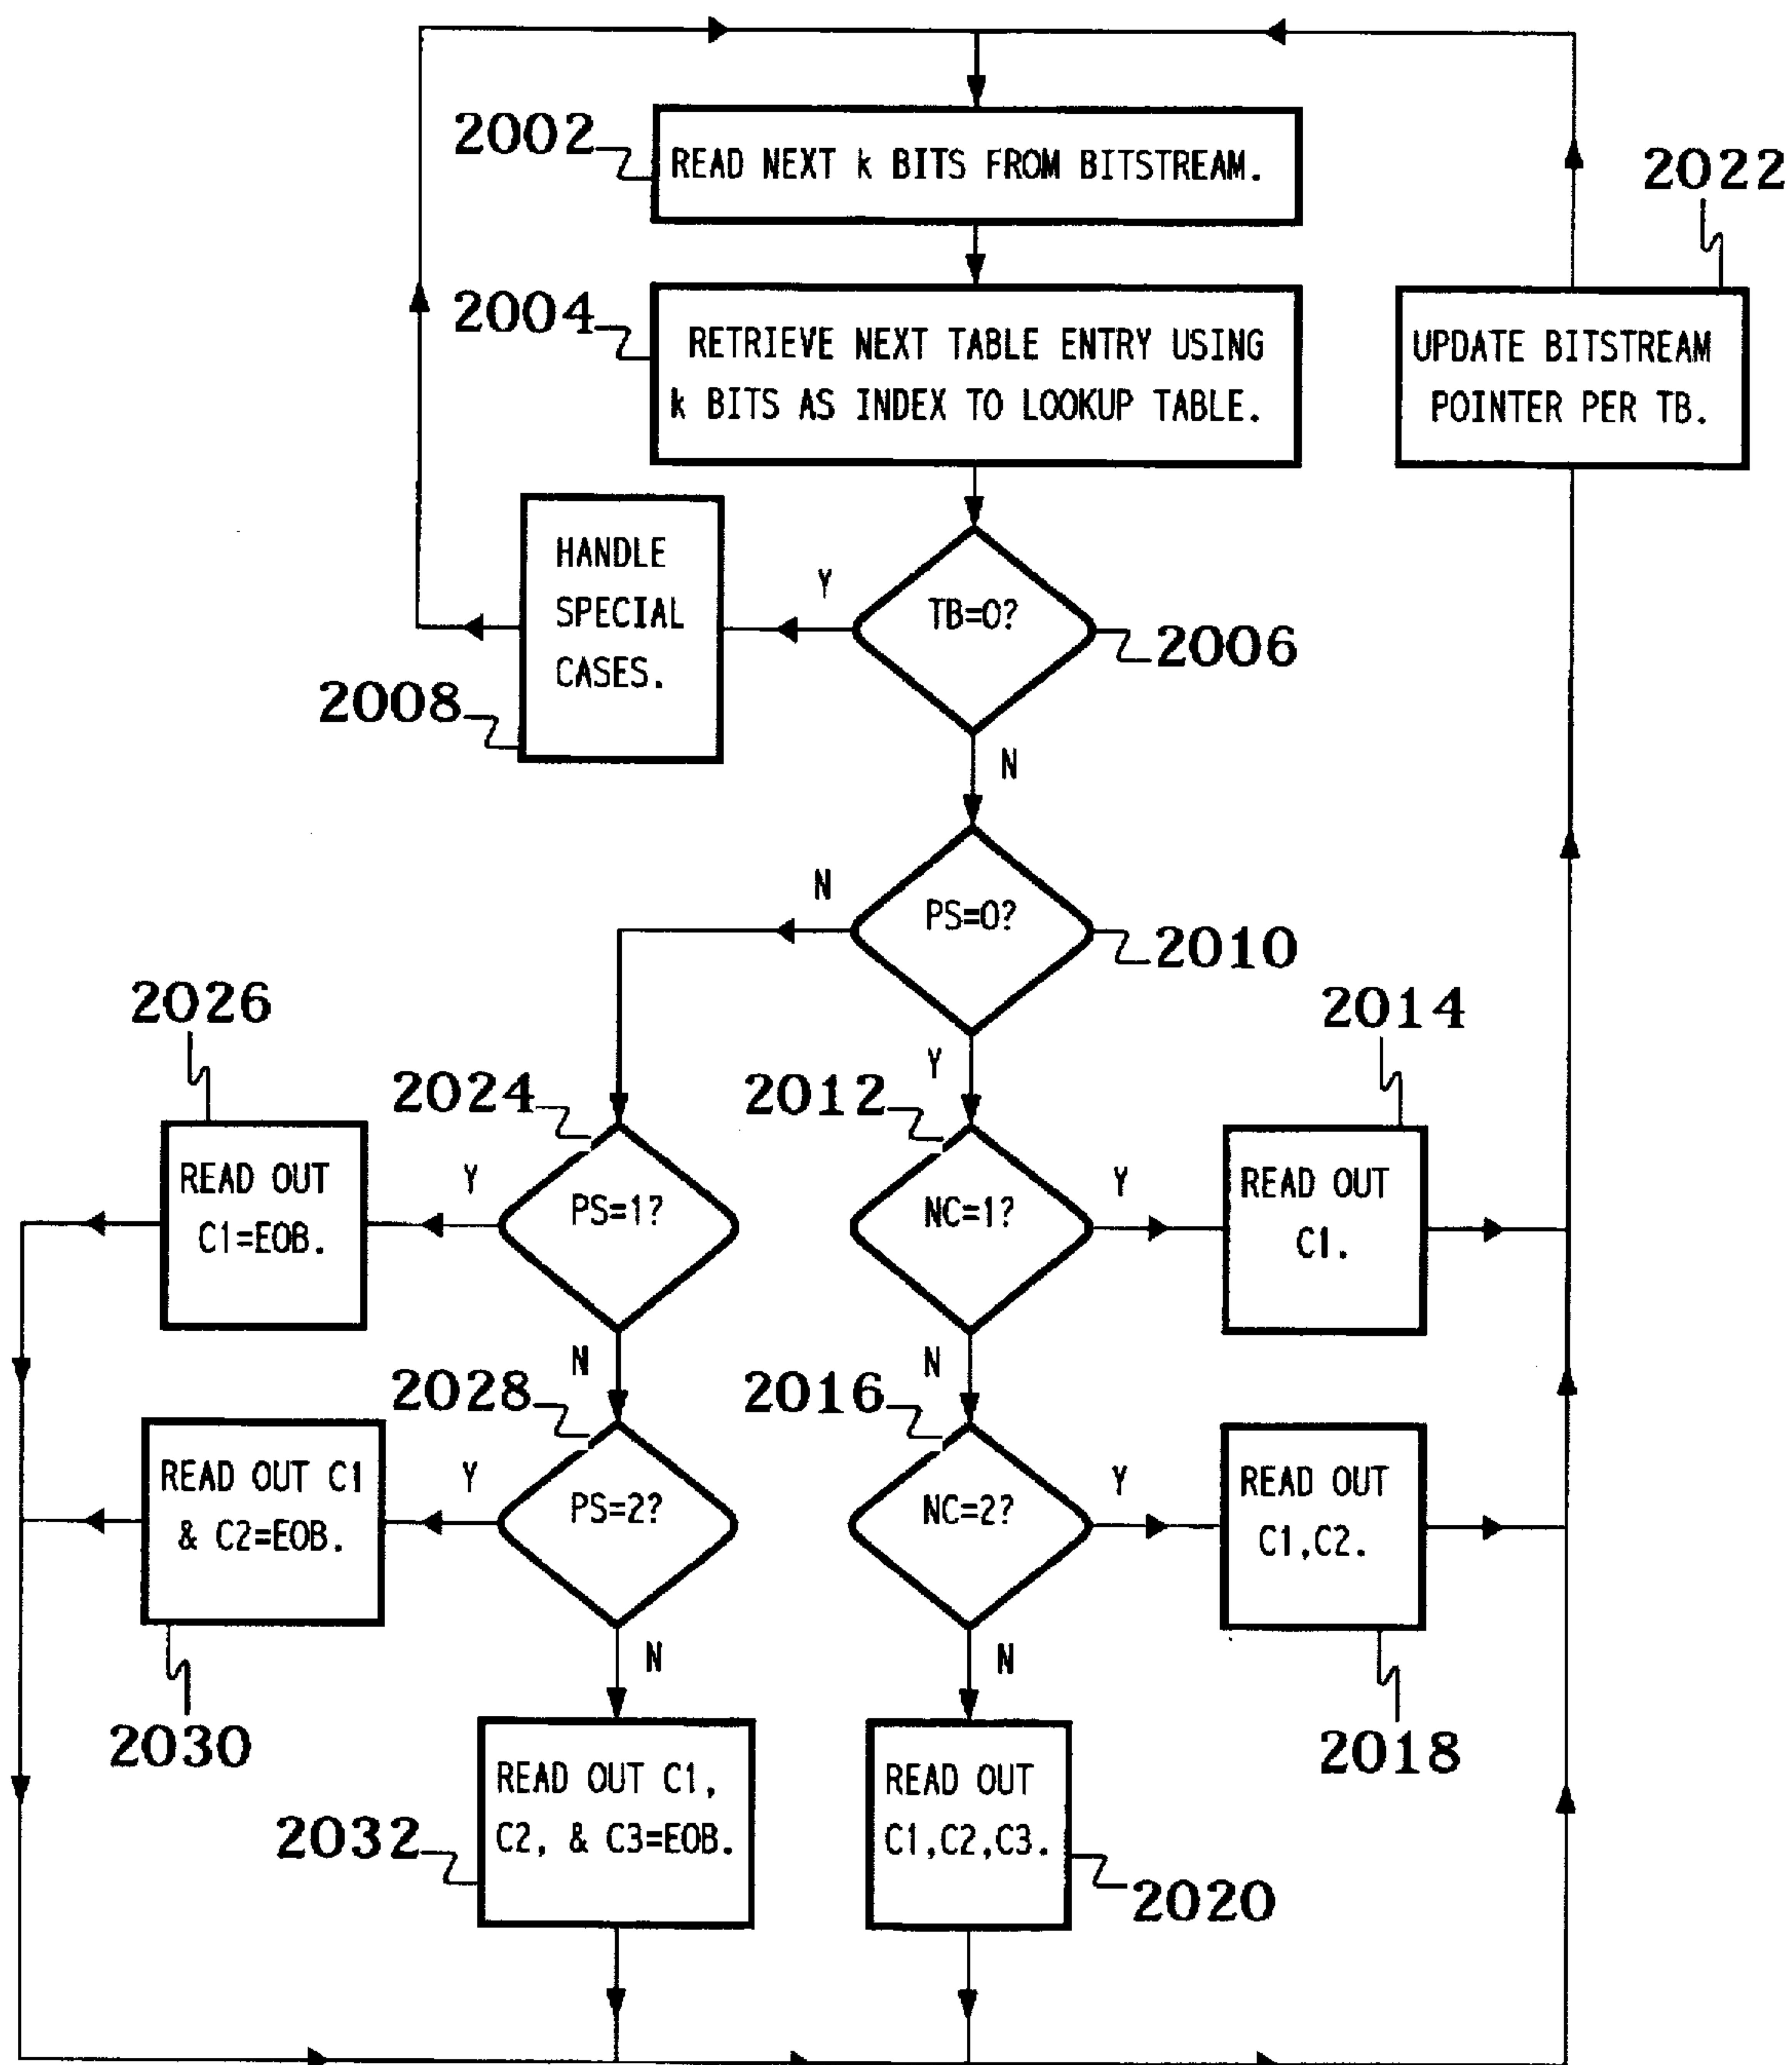 2002
READ NEXT k BITS FROM BITSTREAM.
2022
2004
RETRIEVE NEXT TABLE ENTRY USING
k BITS AS INDEX TO LOOKUP TABLE.
UPDATE BITSTREAM
POINTER PER TB.
HANDLE
SPECIAL
CASES.
Y
TB=0?
2006
2008
N
N
PS=0?
2010
2026
2014
Y
2024
2012
READ OUT
C1=EOB.
Y
PS=1?
NC=1?
Y
READ OUT
C1.
N
N
2028
2016
READ OUT C1
& C2=EOB.
Y
PS=2?
NC=2?
Y
READ OUT
C1,C2.
N
N
2030
2018
READ OUT C1,
C2, & C3=EOB.
2032
READ OUT
C1,C2,C3.
2020